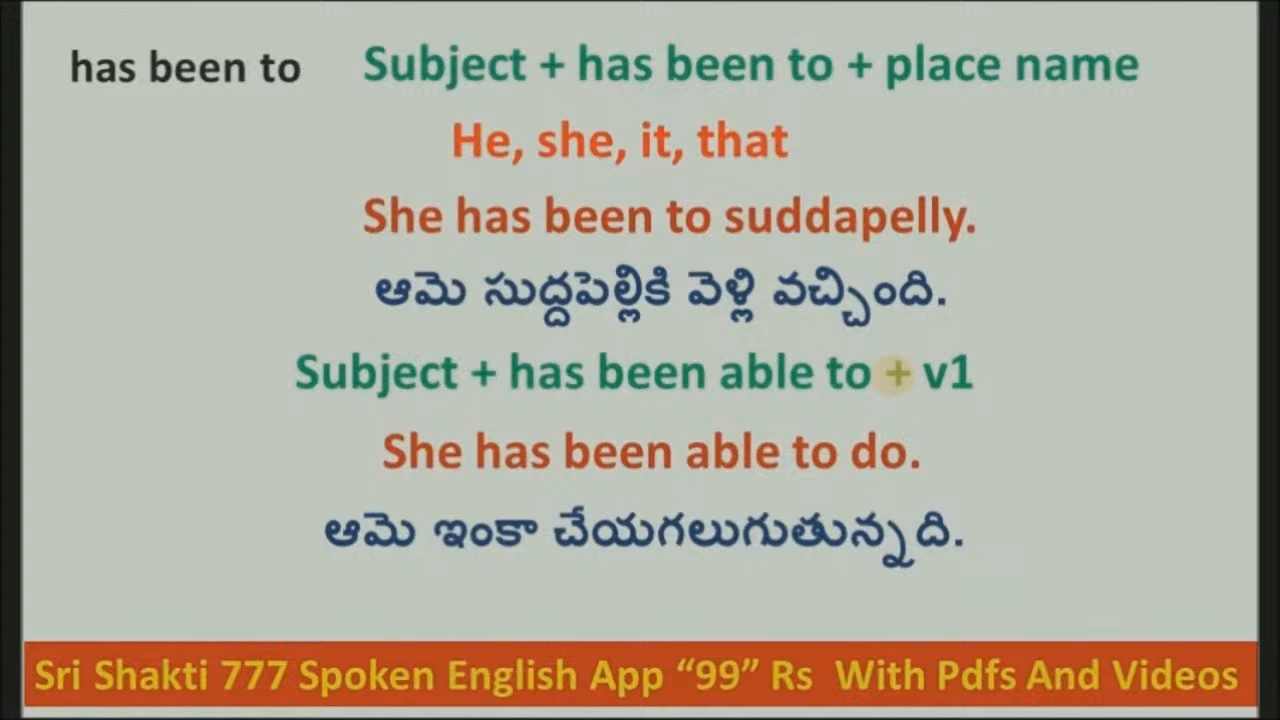 has been to Subject + has been to + place name
He, she, it, that
She has been to suddapelly.
ఆమె సుద్దపెల్లికి వెళ్లి వచ్చింది.
Subject + has been able to + v1
She has been able to do.
ఆమె ఇంకా చేయగలుగుతున్నది.
Sri Shakti 777 Spoken English App “99” Rs With Pdfs And Videos